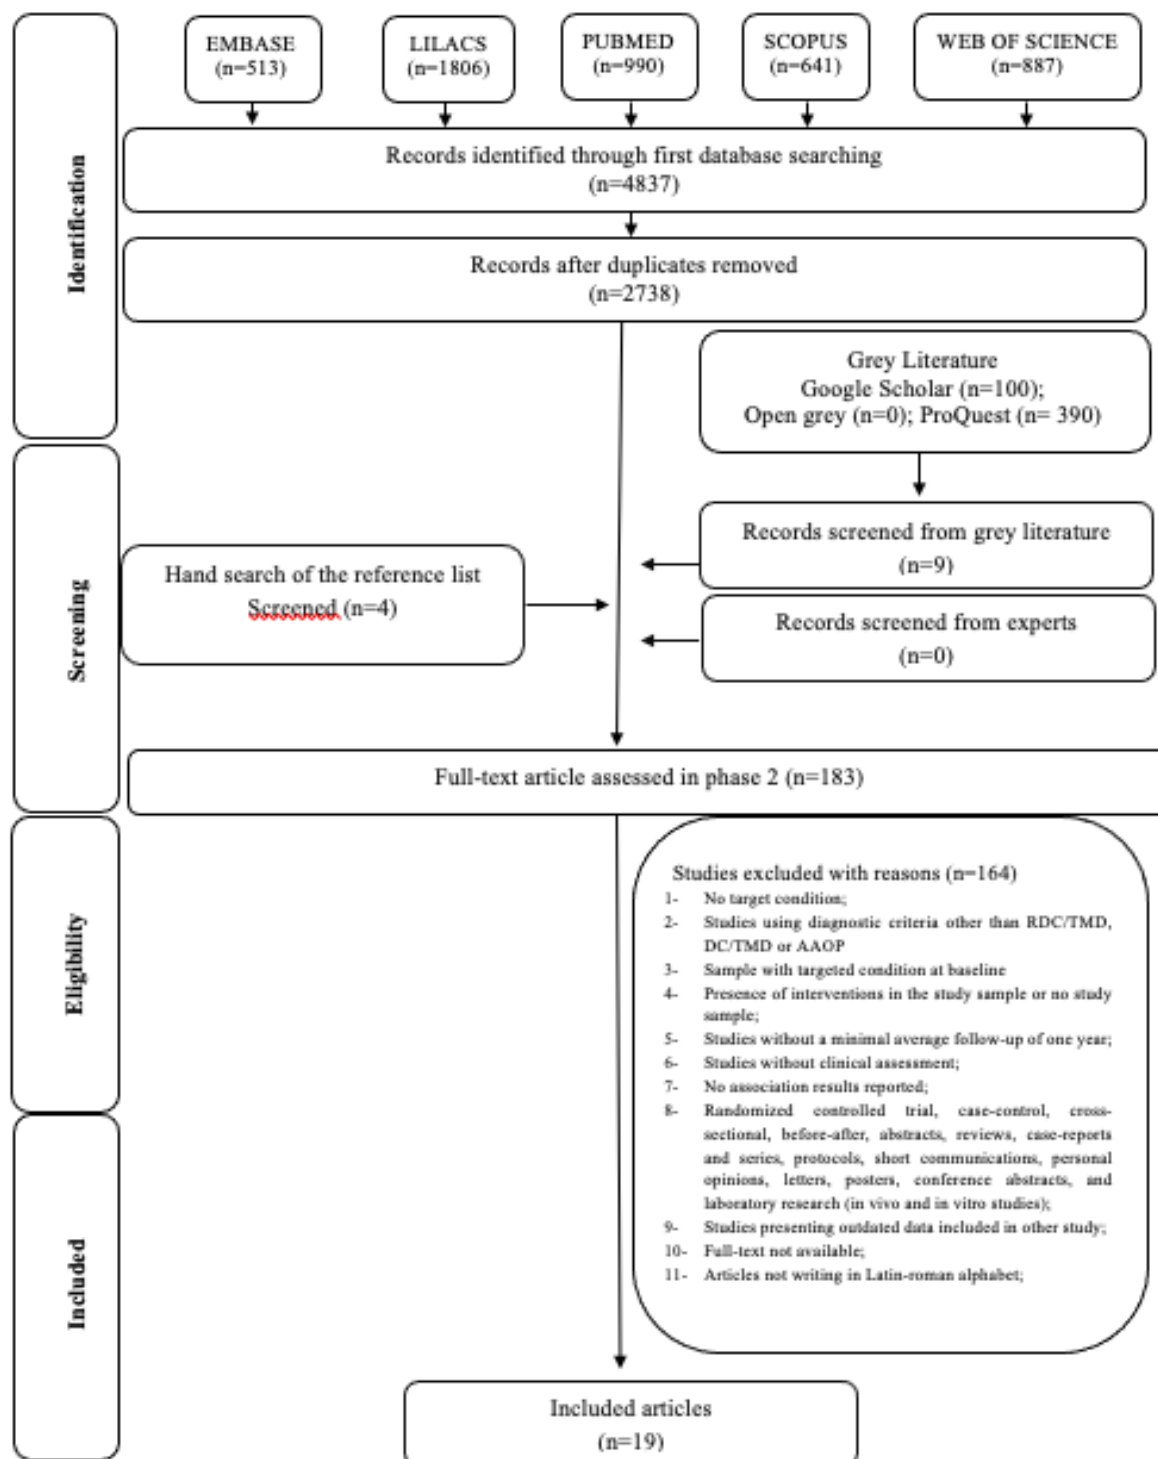 EMBASE
(n=513)
LILACS
(n=1806)
PUBMED
(n=990)
SCOPUS
(n=641)
WEB OF SCIENCE
(n=887)
Identification
Records identified through first database searching
(n=4837)
Records after duplicates removed
(n=2738)
Grey Literature
Google Scholar (n=100);
Open grey (n=0); ProQuest (n= 390)
Screening
Records screened from grey literature
(n=9)
Hand search of the reference list
Screened (n=4)
Records screened from experts
(n=0)
Full-text article assessed in phase 2 (n=183)
Eligibility
Studies excluded with reasons (n=164)
1- No target condition;
2- Studies using diagnostic criteria other than RDC/TMD,
DC/TMD or AAOP
3- Sample with targeted condition at baseline
4- Presence of interventions in the study sample or no study
sample;
5- Studies without a minimal average follow-up of one year;
6- Studies without clinical assessment;
7- No association results reported;
8- Randomized controlled trial, case-control, cross-
sectional, before-after, abstracts, reviews, case-reports
and series, protocols, short communications, personal
opinions, letters, posters, conference abstracts, and
laboratory research (in vivo and in vitro studies);
9- Studies presenting outdated data included in other study;
10- Full-text not available;
11- Articles not writing in Latin-roman alphabet;
Included
Included articles
(n=19)